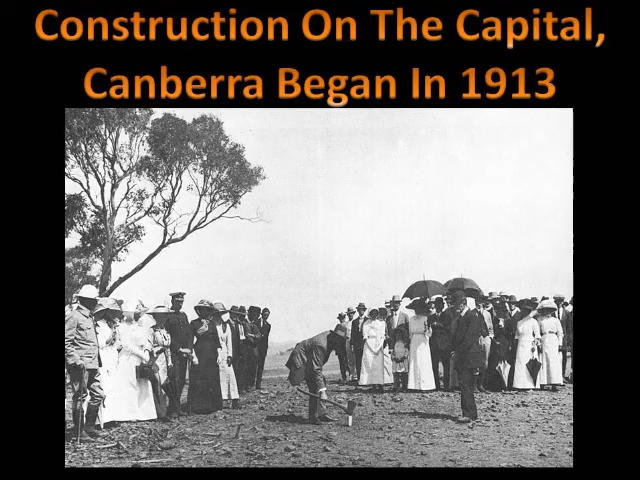 Construction On The Capital,
Canberra Began In 1913